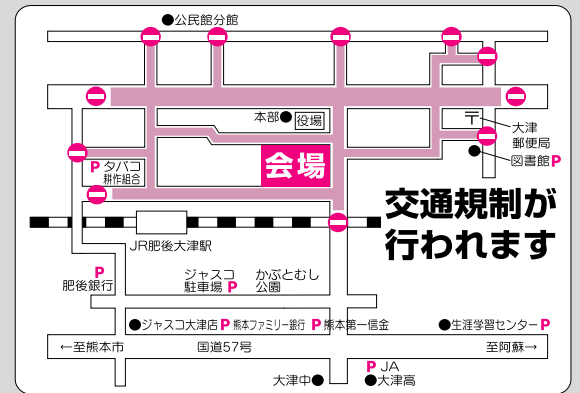 ●公民館分館
本部●
役場
〒
大津
郵便局
●図書館P
Pタバコ
耕作組合
会場
交通規制が
行われます
JR肥後大津駅
P
肥後銀行
ジャスコ
駐車場P
かぶとむし
公園
●ジャスコ大津店P熊本ファミリー銀行 P熊本第一信金
●生涯学習センターP
←至熊本市
国道57号
至阿蘇→
P JA
大津中●
●大津高